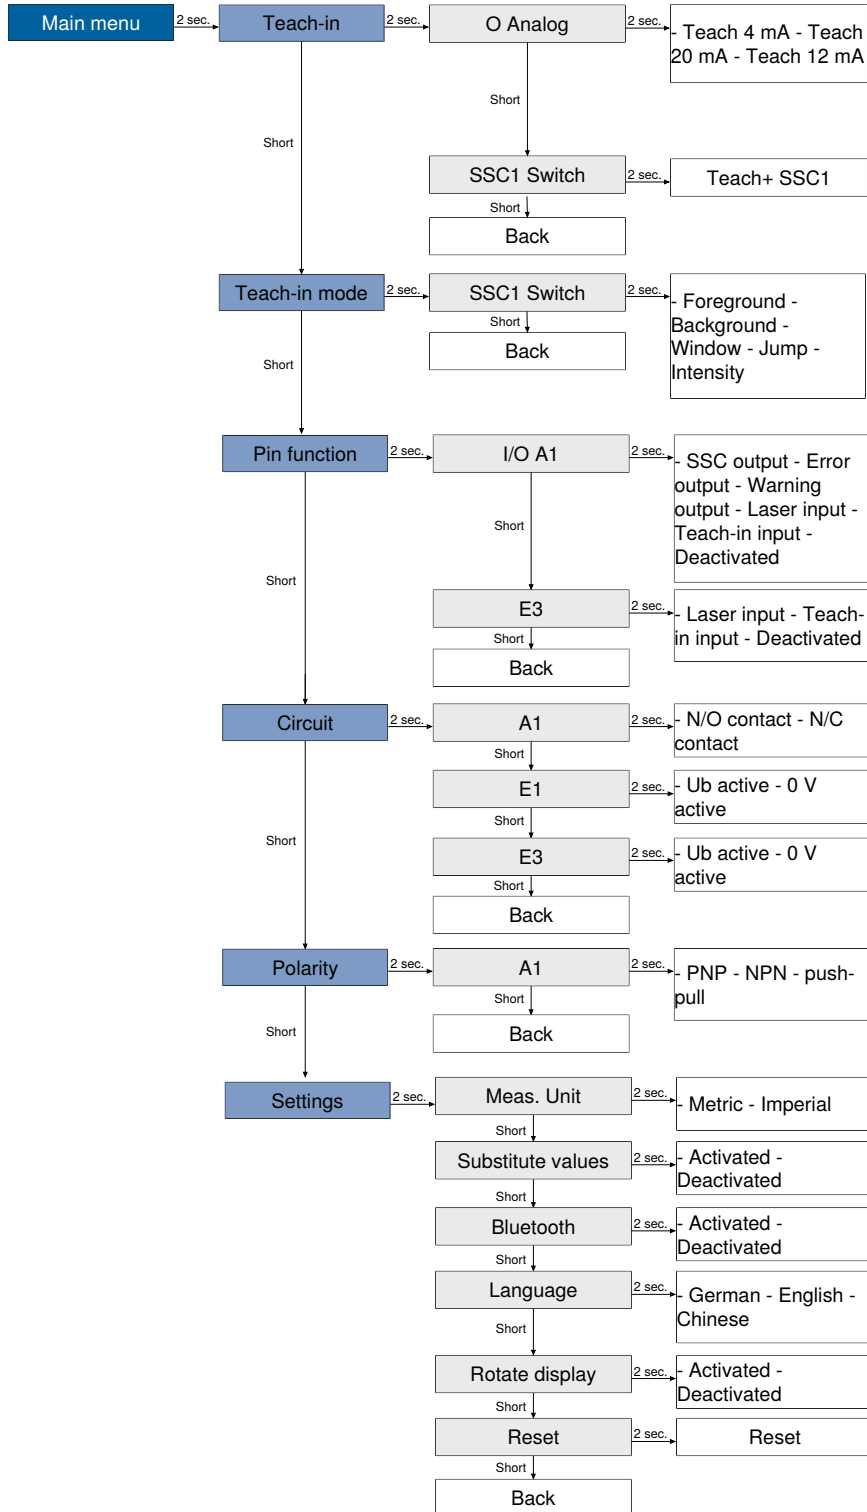 Main menu
2 sec.
Teach-in
2 sec.
O Analog
2 sec.
- Teach 4 mA - Teach
20 mA - Teach 12 mA
Short
Short
SSC1 Switch
2 sec.
Teach+ SSC1
Short
Back
Teach-in mode
2 sec.
SSC1 Switch
2 sec.
- Foreground -
Background -
Window - Jump -
Intensity
Short
Back
Short
Pin function
2 sec.
I/O A1
2 sec.
- SSC output - Error
output - Warning
output - Laser input -
Teach-in input -
Deactivated
Short
Short
E3
2 sec.
- Laser input - Teach-
in input - Deactivated
Short
Back
Circuit
2 sec.
A1
2 sec.
- N/O contact - N/C
contact
Short
E1
2 sec.
- Ub active - 0 V
active
Short
Short
E3
2 sec.
- Ub active - 0 V
active
Short
Back
Polarity
2 sec.
A1
2 sec.
- PNP - NPN - push-
pull
Short
Back
Short
Settings
2 sec.
Meas. Unit
2 sec.
- Metric - Imperial
Short
Substitute values
2 sec.
- Activated -
Deactivated
Short
Bluetooth
2 sec.
- Activated -
Deactivated
Short
Language
2 sec.
- German - English -
Chinese
Short
Rotate display
2 sec.
- Activated -
Deactivated
Short
Reset
2 sec.
Reset
Short
Back